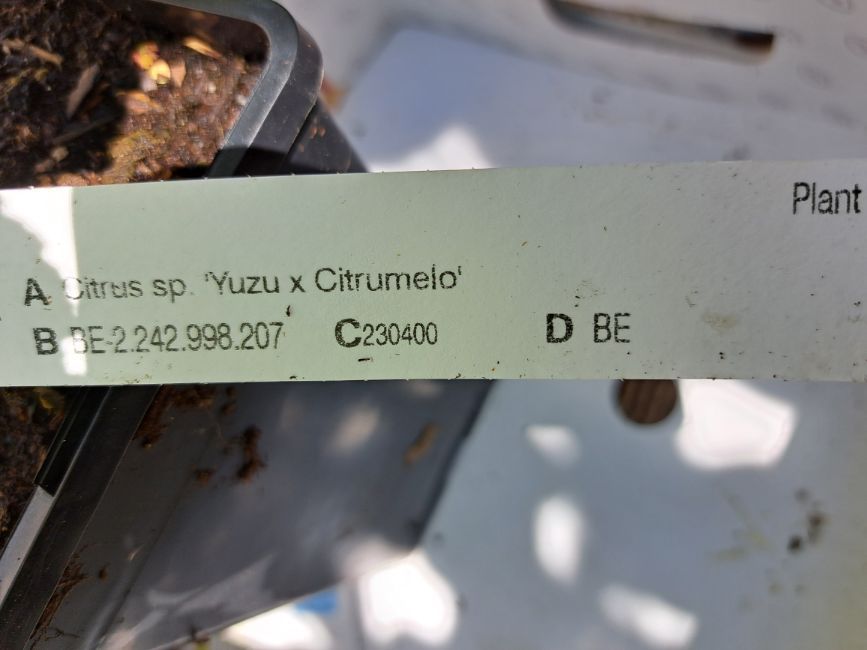 Plant
A Citrus sp. 'Yuzu x Citrumelo'
B BE-2.242.998.207 C230400 D BE